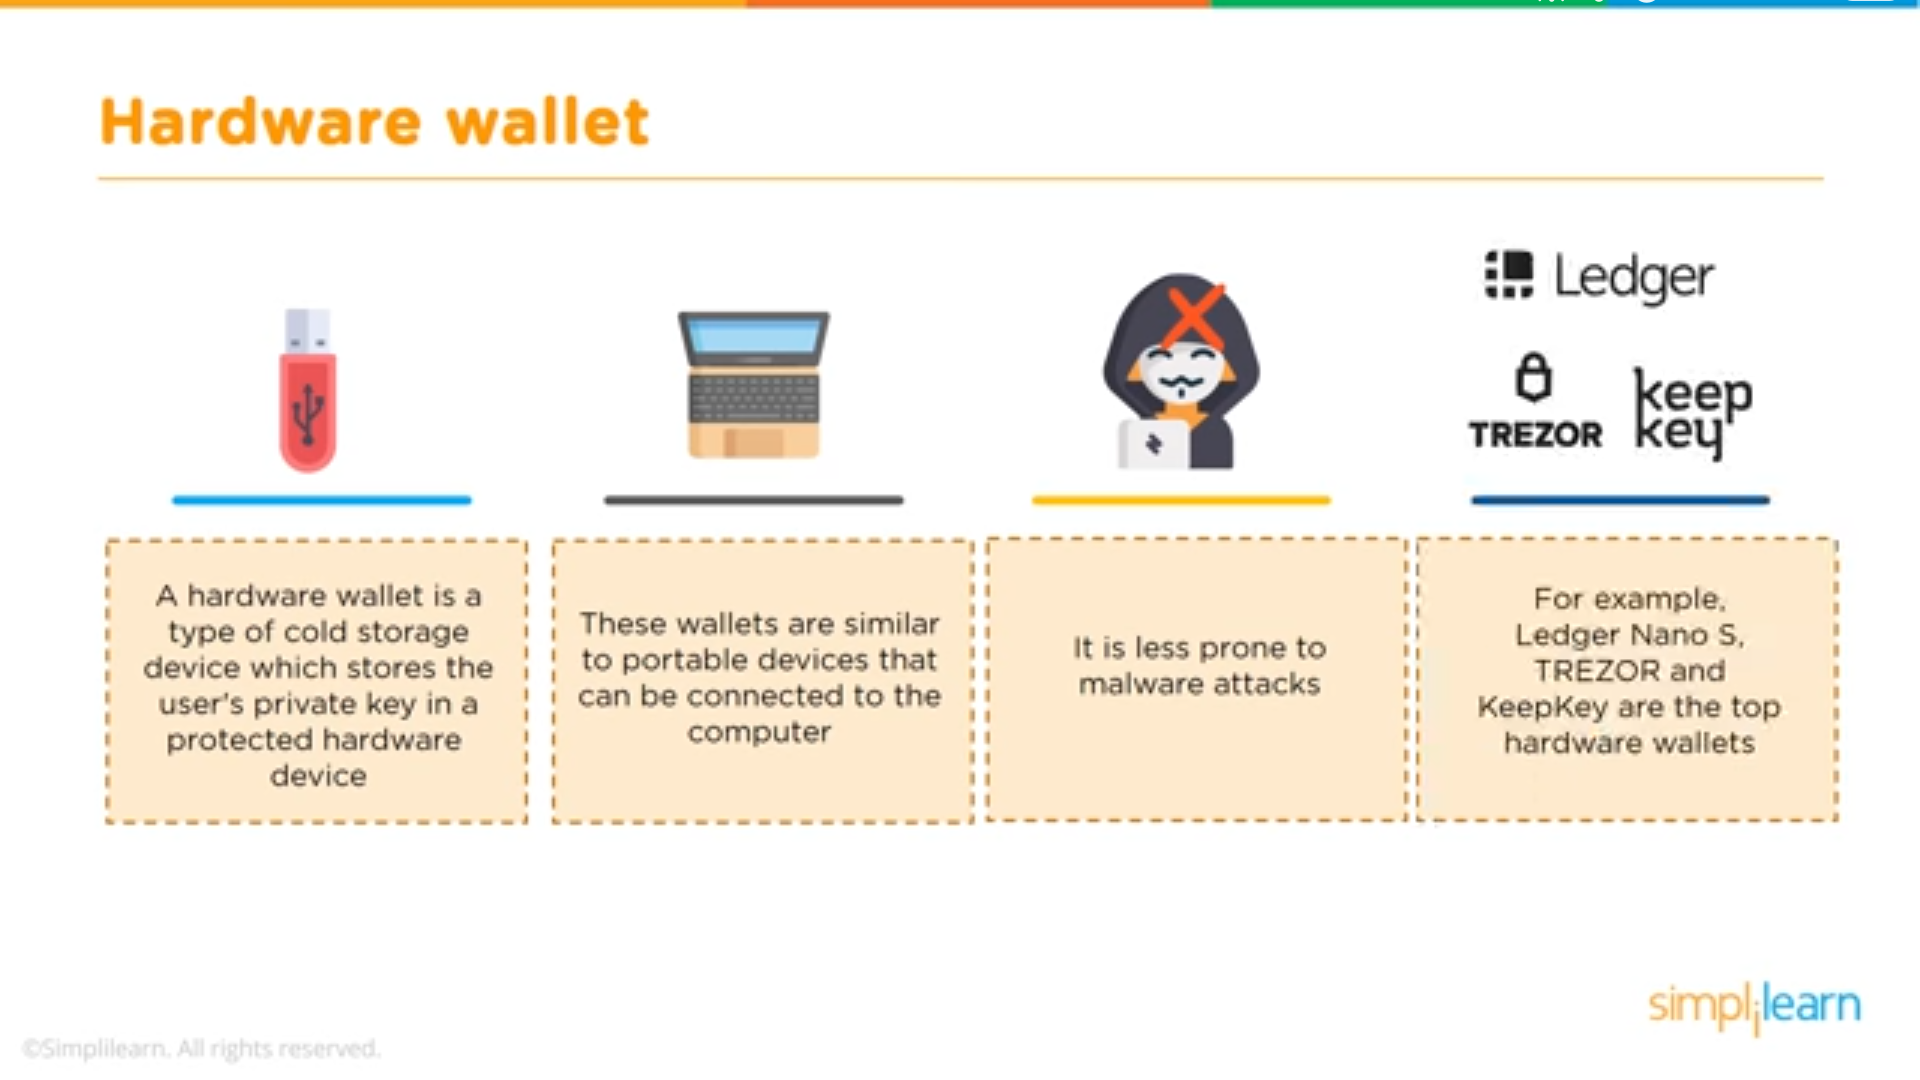 Hardware wallet
Ledger
TREZOR
keep
key
A hardware wallet is a
type of cold storage
device which stores the
user's private key in a
protected hardware
device
These wallets are similar
to portable devices that
can be connected to the
computer
It is less prone to
malware attacks
For example,
Ledger Nano S,
TREZOR and
KeepKey are the top
hardware wallets
simplilearn
©Simplilearn. All rights reserved.